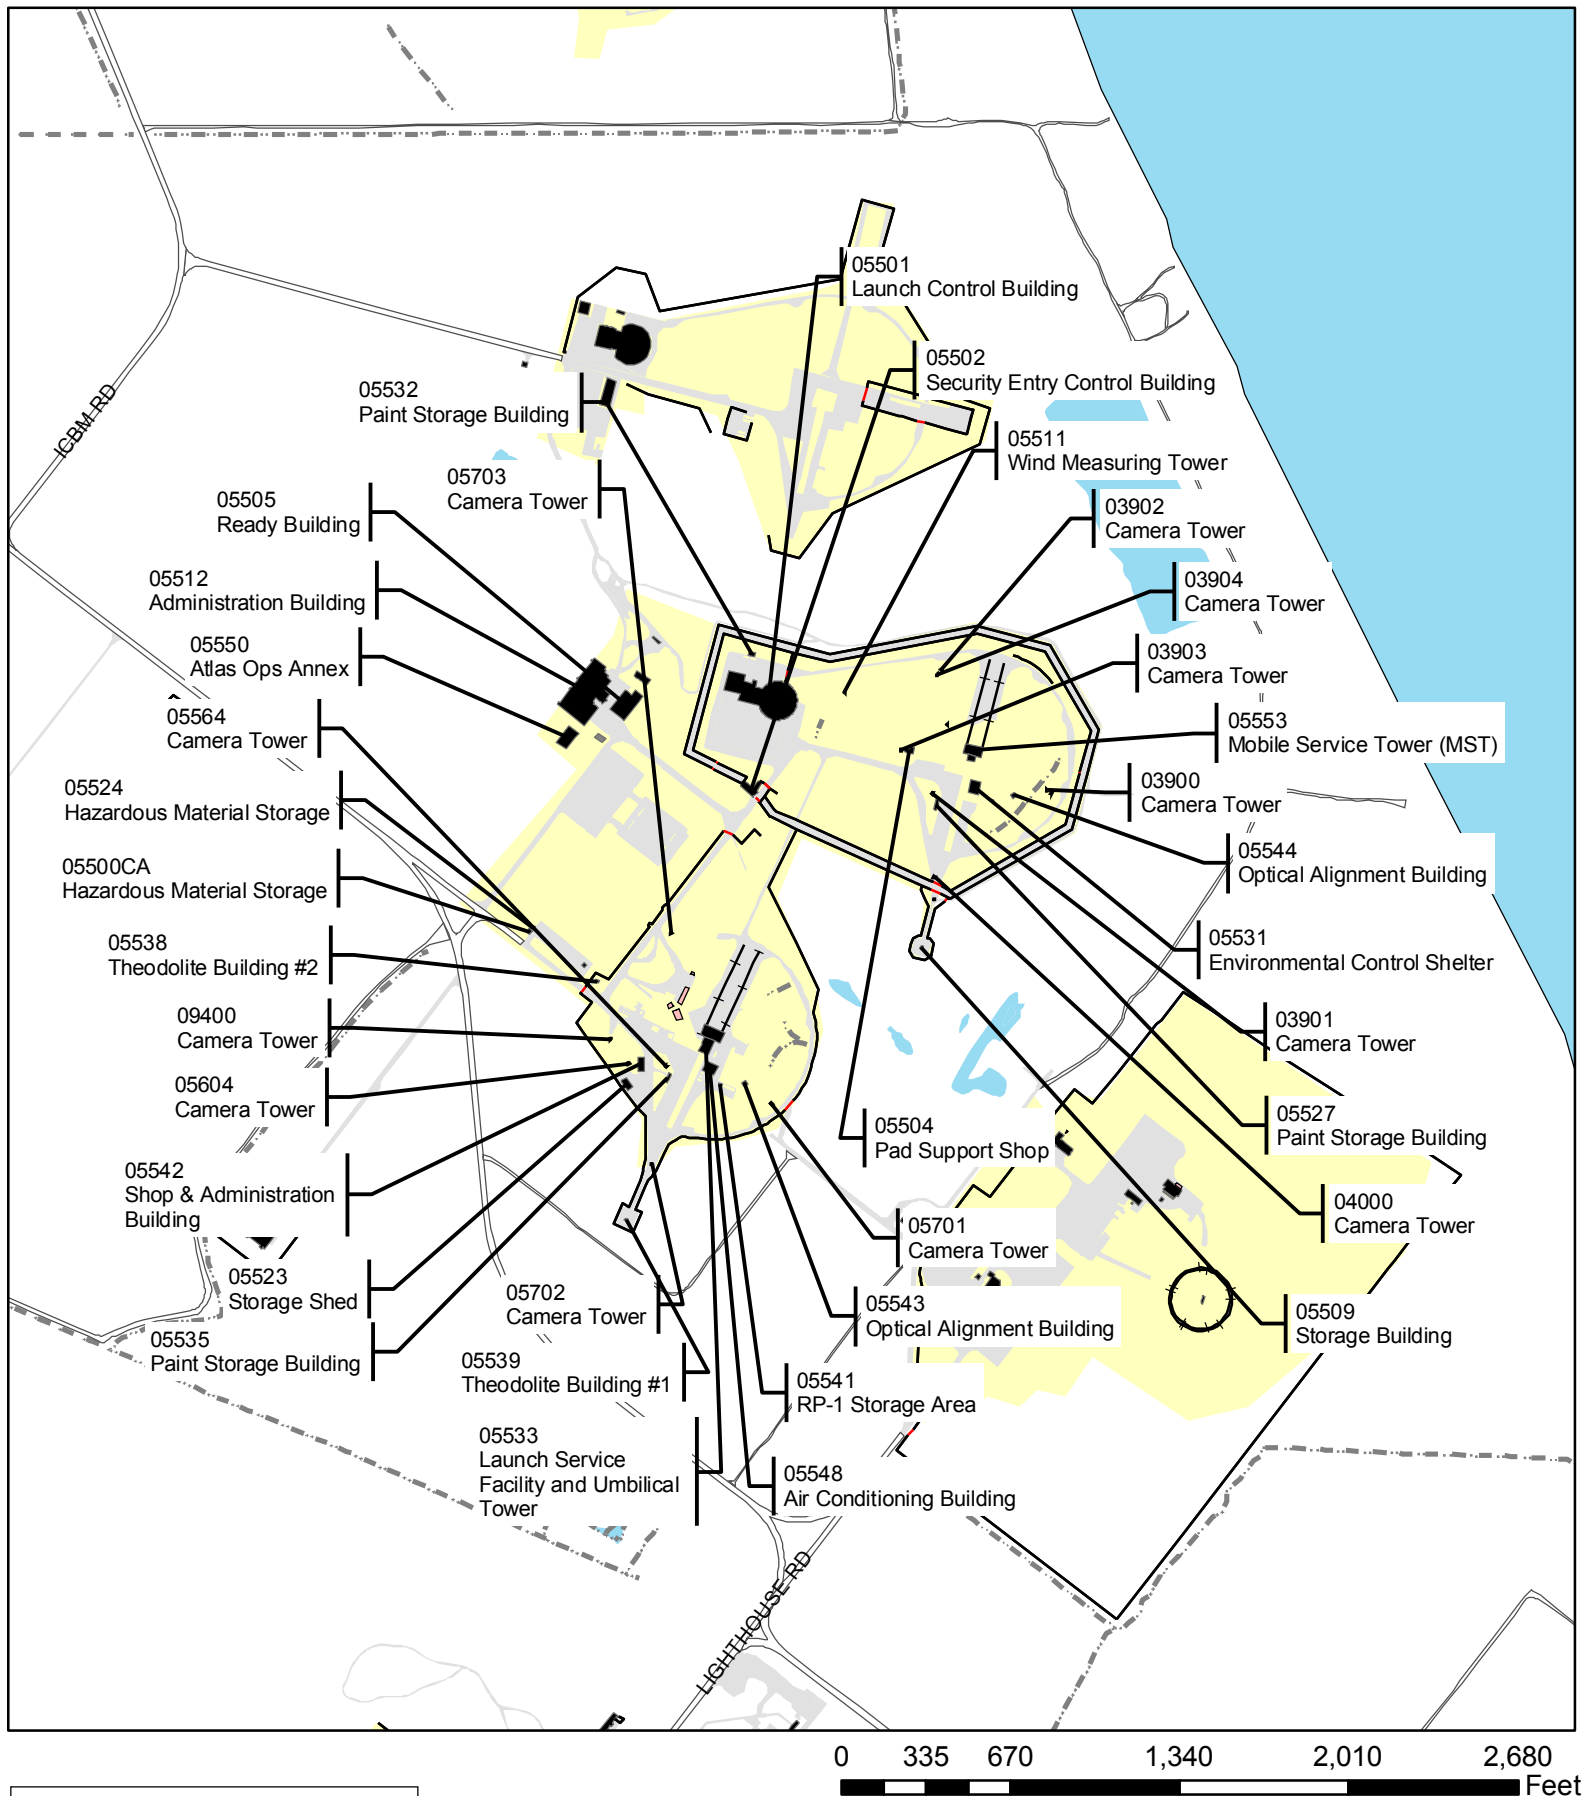 05501
Launch Control Building
05502
Security Entry Control Building
05532
Paint Storage Building
ICBM RD
05511
Wind Measuring Tower
05703
Camera Tower
05505
Ready Building
03902
Camera Tower
05512
Administration Building
03904
Camera Tower
05550
Atlas Ops Annex
03903
Camera Tower
05564
Camera Tower
05553
Mobile Service Tower (MST)
05524
Hazardous Material Storage
03900
Camera Tower
05500CA
Hazardous Material Storage
05544
Optical Alignment Building
05538
Theodolite Building #2
05531
Environmental Control Shelter
09400
Camera Tower
03901
Camera Tower
05604
Camera Tower
05504
Pad Support Shop
05527
Paint Storage Building
05542
Shop & Administration
Building
04000
Camera Tower
05701
Camera Tower
05523
Storage Shed
05702
Camera Tower
05543
Optical Alignment Building
05509
Storage Building
05535
Paint Storage Building
05539
Theodolite Building #1
05541
RP-1 Storage Area
05533
Launch Service
Facility and Umbilical
Tower
05548
Air Conditioning Building
LIGHTHOUSE RD
0 335 670 1,340 2,010 2,680
Feet